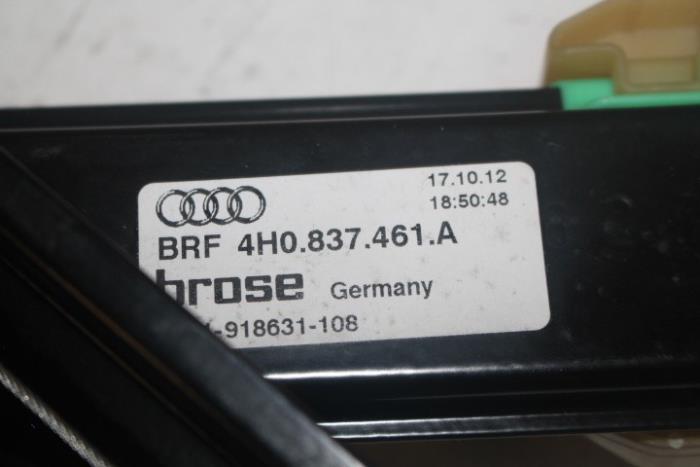 17.10.12
18:50:48
BRF 4H0.837.461.A
brose Germany
-918631-108